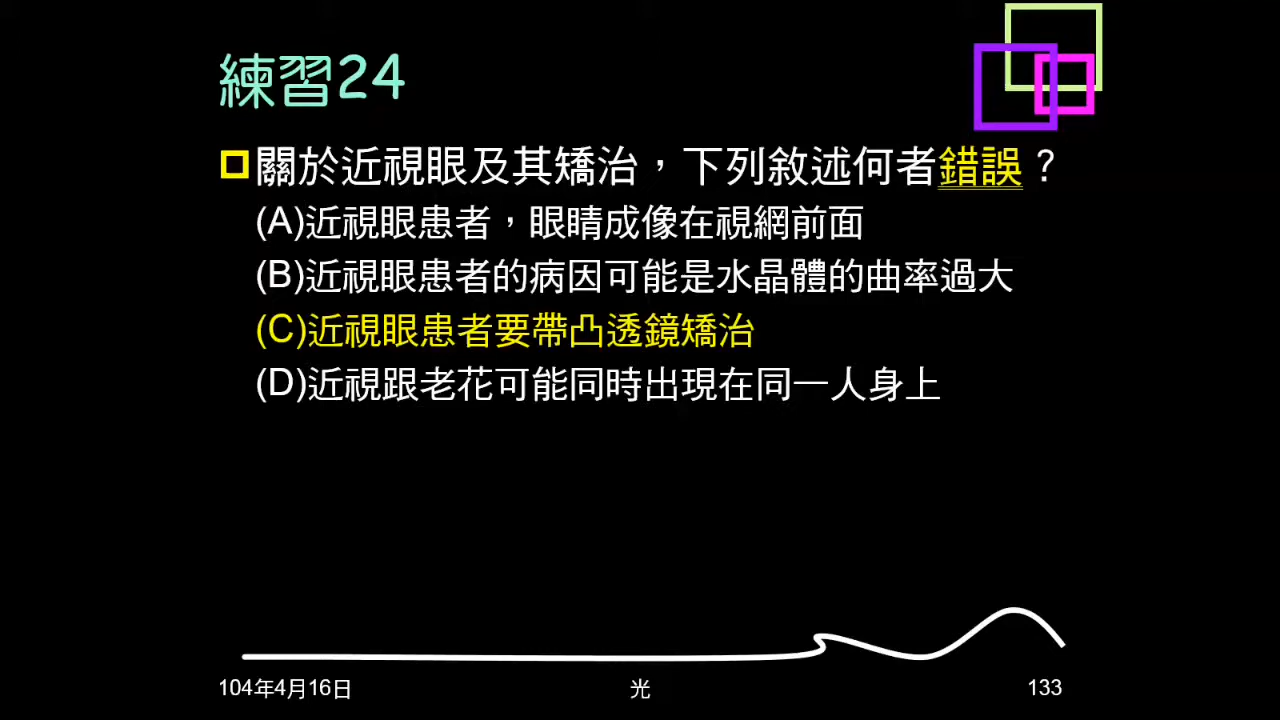 練習24
關於近視眼及其矯治，下列敘述何者錯誤？
(A)近視眼患者，眼睛成像在視網前面
(B)近視眼患者的病因可能是水晶體的曲率過大
(C)近視眼患者要帶凸透鏡矯治
(D)近視跟老花可能同時出現在同一人身上
104年4月16日
光
133